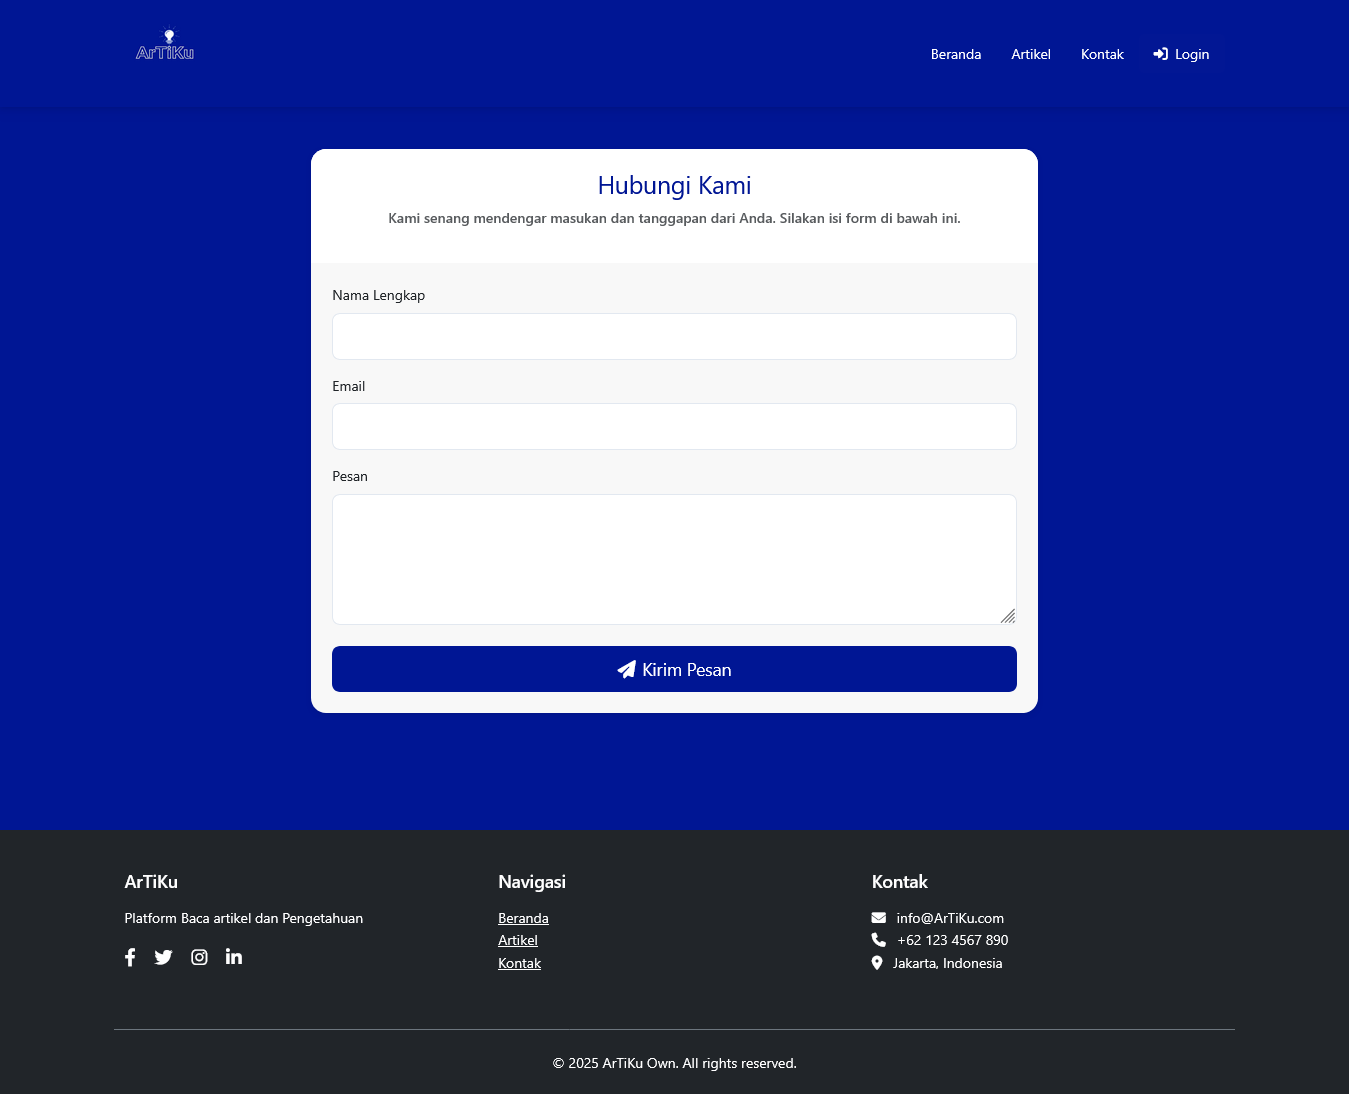 ArTiKu
Beranda
Artikel
Kontak
Login
Hubungi Kami
Kami senang mendengar masukan dan tanggapan dari Anda. Silakan isi form di bawah ini.
Nama Lengkap
Email
Pesan
Kirim Pesan
ArTiKu
Platform Baca artikel dan Pengetahuan
Navigasi
Beranda
Artikel
Kontak
Kontak
info@ArTiKu.com
+62 123 4567 890
Jakarta, Indonesia
© 2025 ArTiKu Own. All rights reserved.